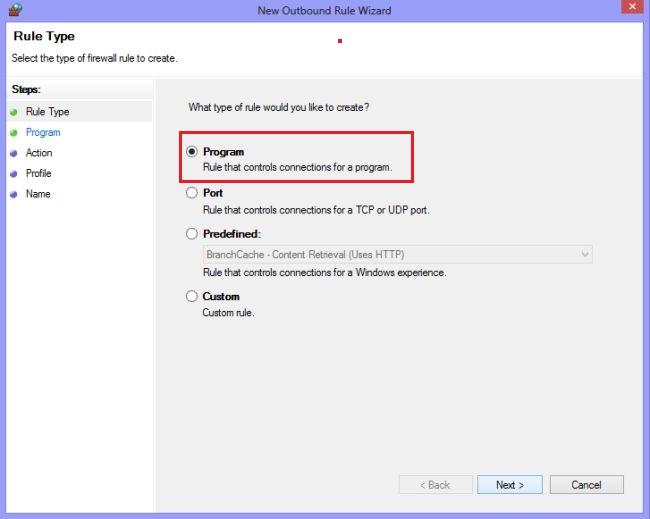 New Outbound Rule Wizard
Rule Type
Select the type of firewall rule to create.
Steps:
Rule Type
Program
Action
Profile
Name
What type of rule would you like to create?
Program
Rule that controls connections for a program.
Port
Rule that controls connections for a TCP or UDP port.
Predefined:
BranchCache - Content Retrieval (Uses HTTP)
Rule that controls connections for a Windows experience.
Custom
Custom rule.
< Back
Next >
Cancel